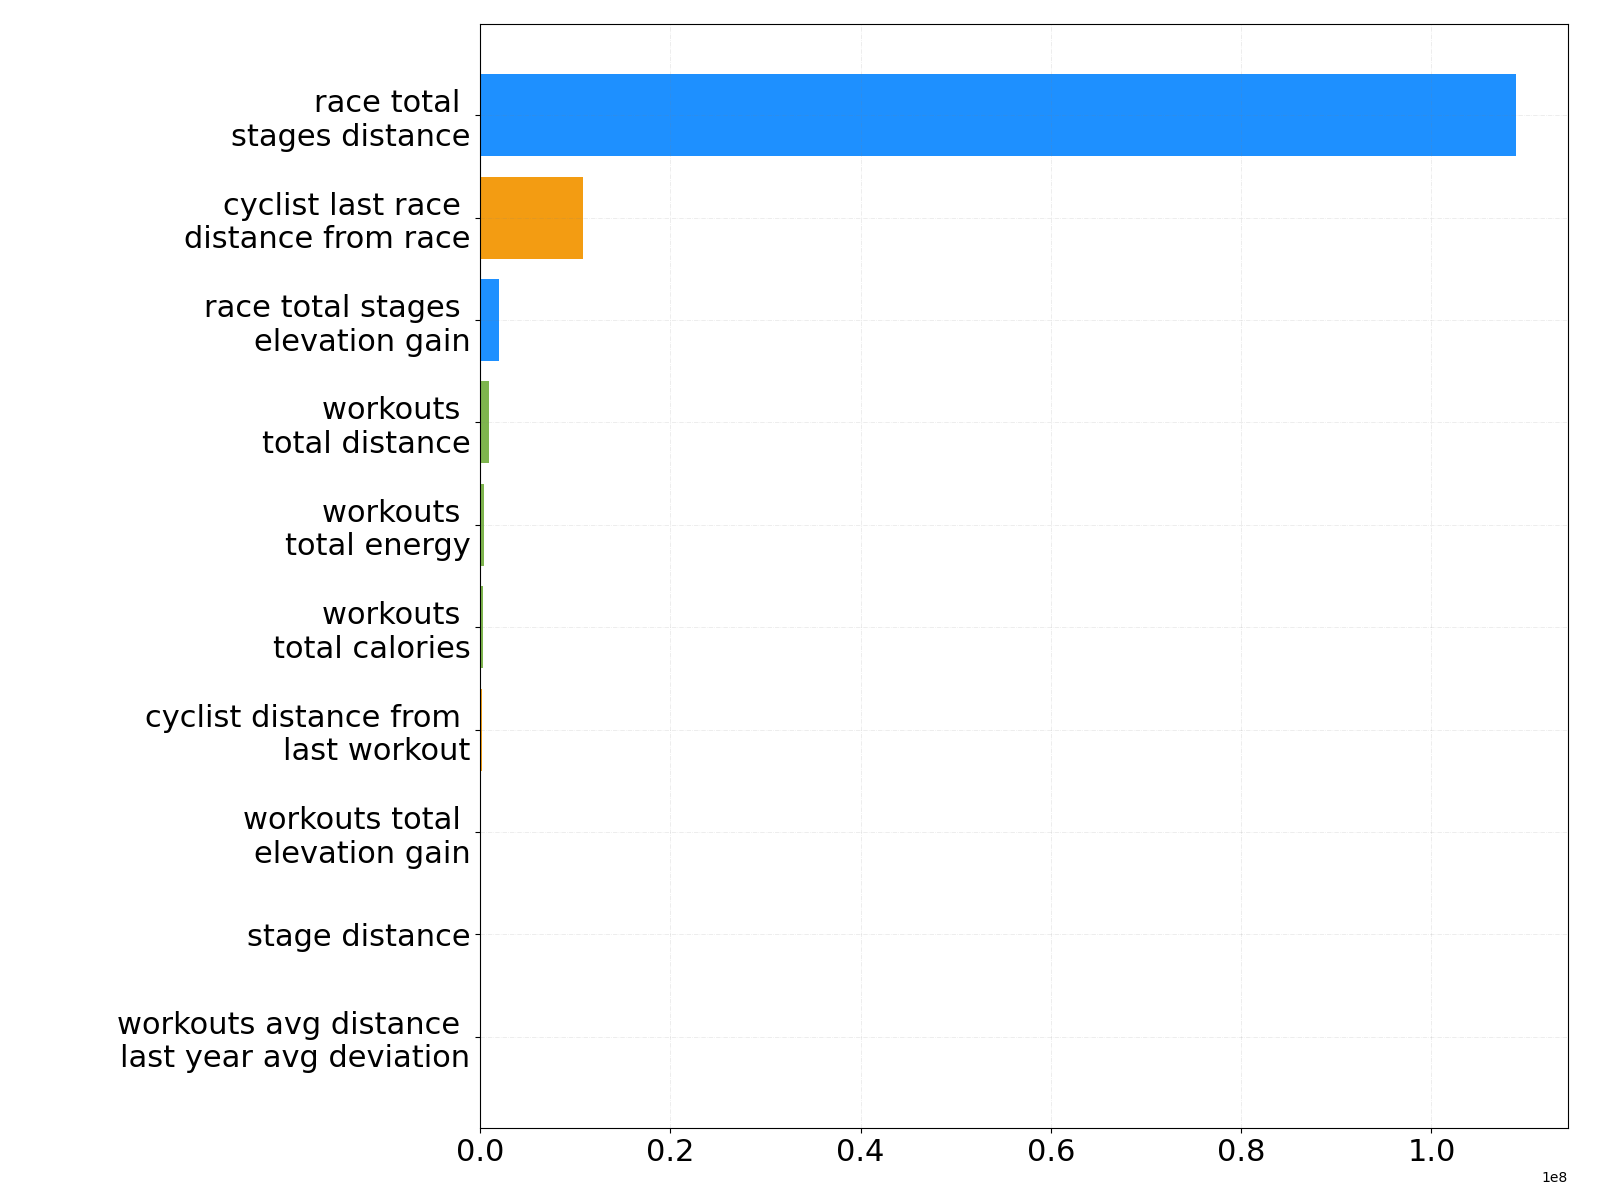 race total
stages distance
cyclist last race
distance from race
race total stages
elevation gain
workouts
total distance
workouts
total energy
workouts
total calories
cyclist distance from
last workout
workouts total
elevation gain
stage distance
workouts avg distance
last year avg deviation
0.0 0.2 0.4 0.6 0.8 1.0
1e8